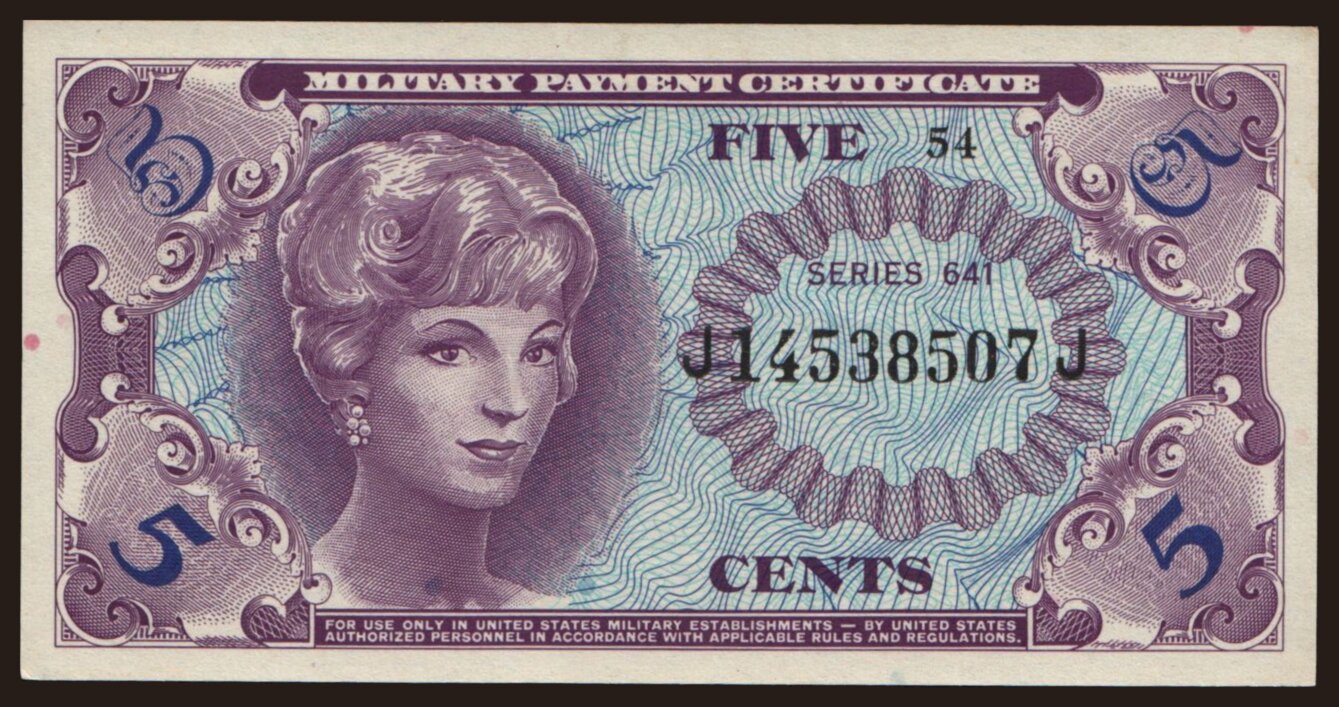 MILITARY PAYMENT CERTIFICATE
5 FIVE 54 5
SERIES 641
J14538507J
5 CENTS 5
FOR USE ONLY IN UNITED STATES MILITARY ESTABLISHMENTS — BY UNITED STATES
AUTHORIZED PERSONNEL IN ACCORDANCE WITH APPLICABLE RULES AND REGULATIONS.